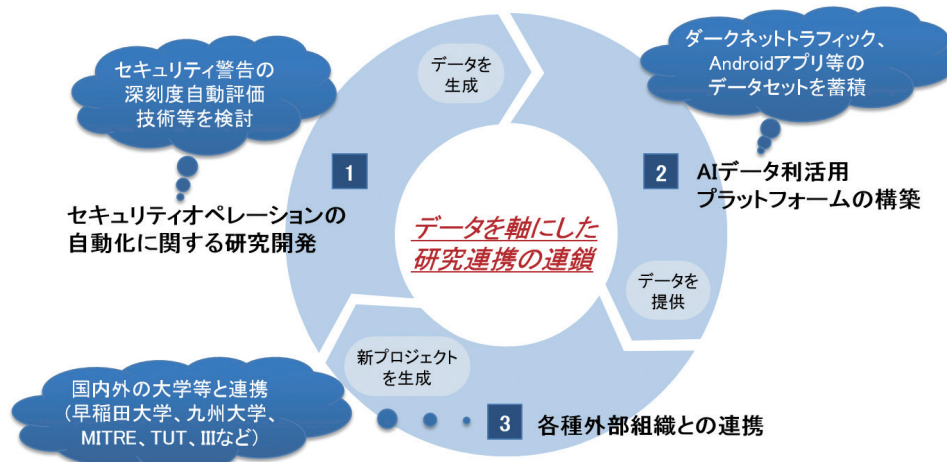 セキュリティ警告の
深刻度自動評価
技術等を検討
データを
生成
ダークネットトラフィック、
Androidアプリ等の
データセットを蓄積
1
セキュリティオペレーションの
自動化に関する研究開発
2
AIデータ利活用
プラットフォームの構築
データを軸にした
研究連携の連鎖
データを
提供
新プロジェクト
を生成
国内外の大学等と連携
(早稲田大学、九州大学、
MITRE、TUT、IIIなど)
3
各種外部組織との連携